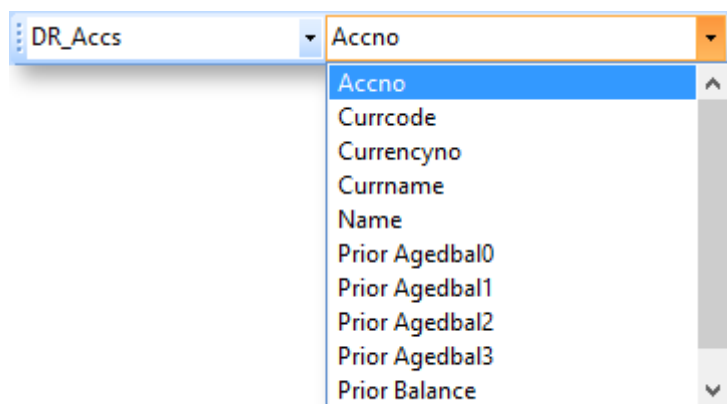 DR_Accs Accno
Accno
Currcode
Currencyno
Currname
Name
Prior Agedbal0
Prior Agedbal1
Prior Agedbal2
Prior Agedbal3
Prior Balance